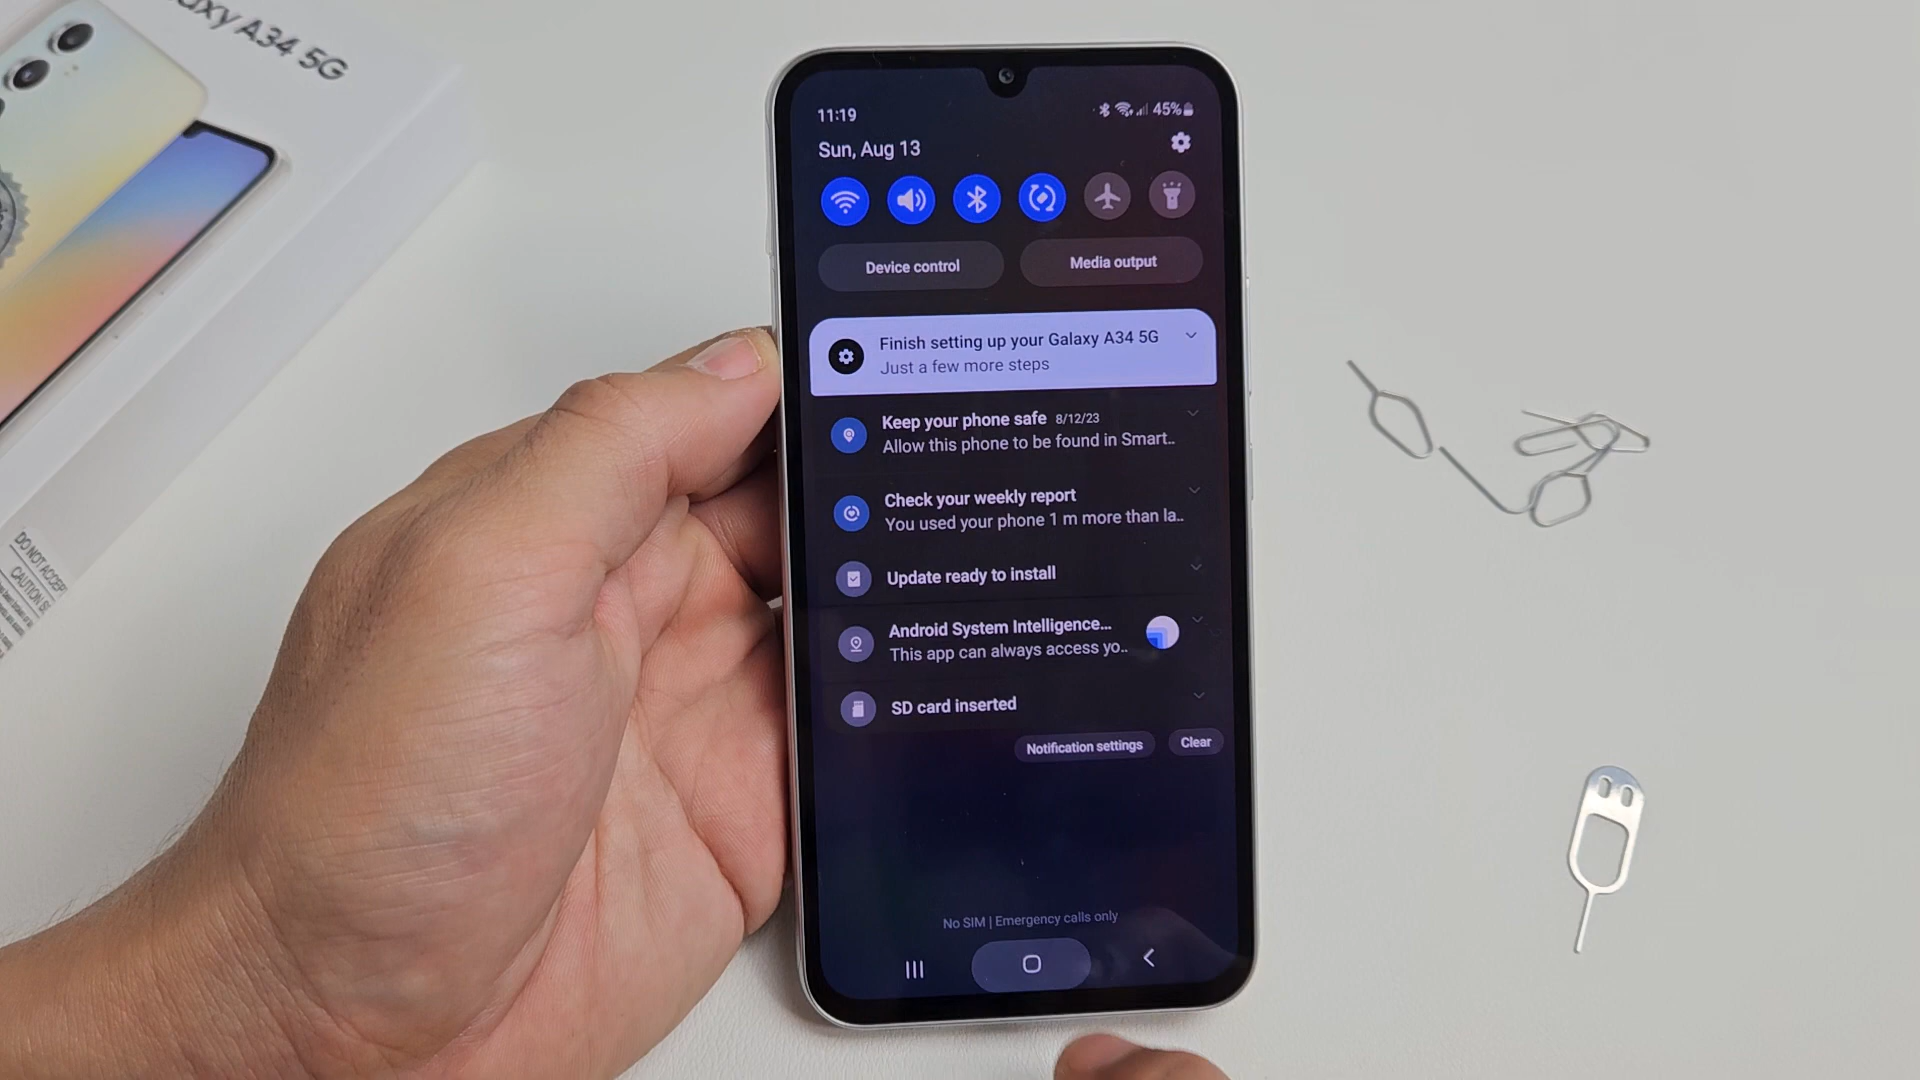 A34 5G
DO NOT ACCEPT
CAUTION
11:19
45%
Sun, Aug 13
Device control
Media output
Finish setting up your Galaxy A34 5G
Just a few more steps
Keep your phone safe 8/12/23
Allow this phone to be found in Smart..
Check your weekly report
You used your phone 1 m more than la..
Update ready to install
Android System Intelligence...
This app can always access yo..
SD card inserted
Notification settings
Clear
No SIM | Emergency calls only